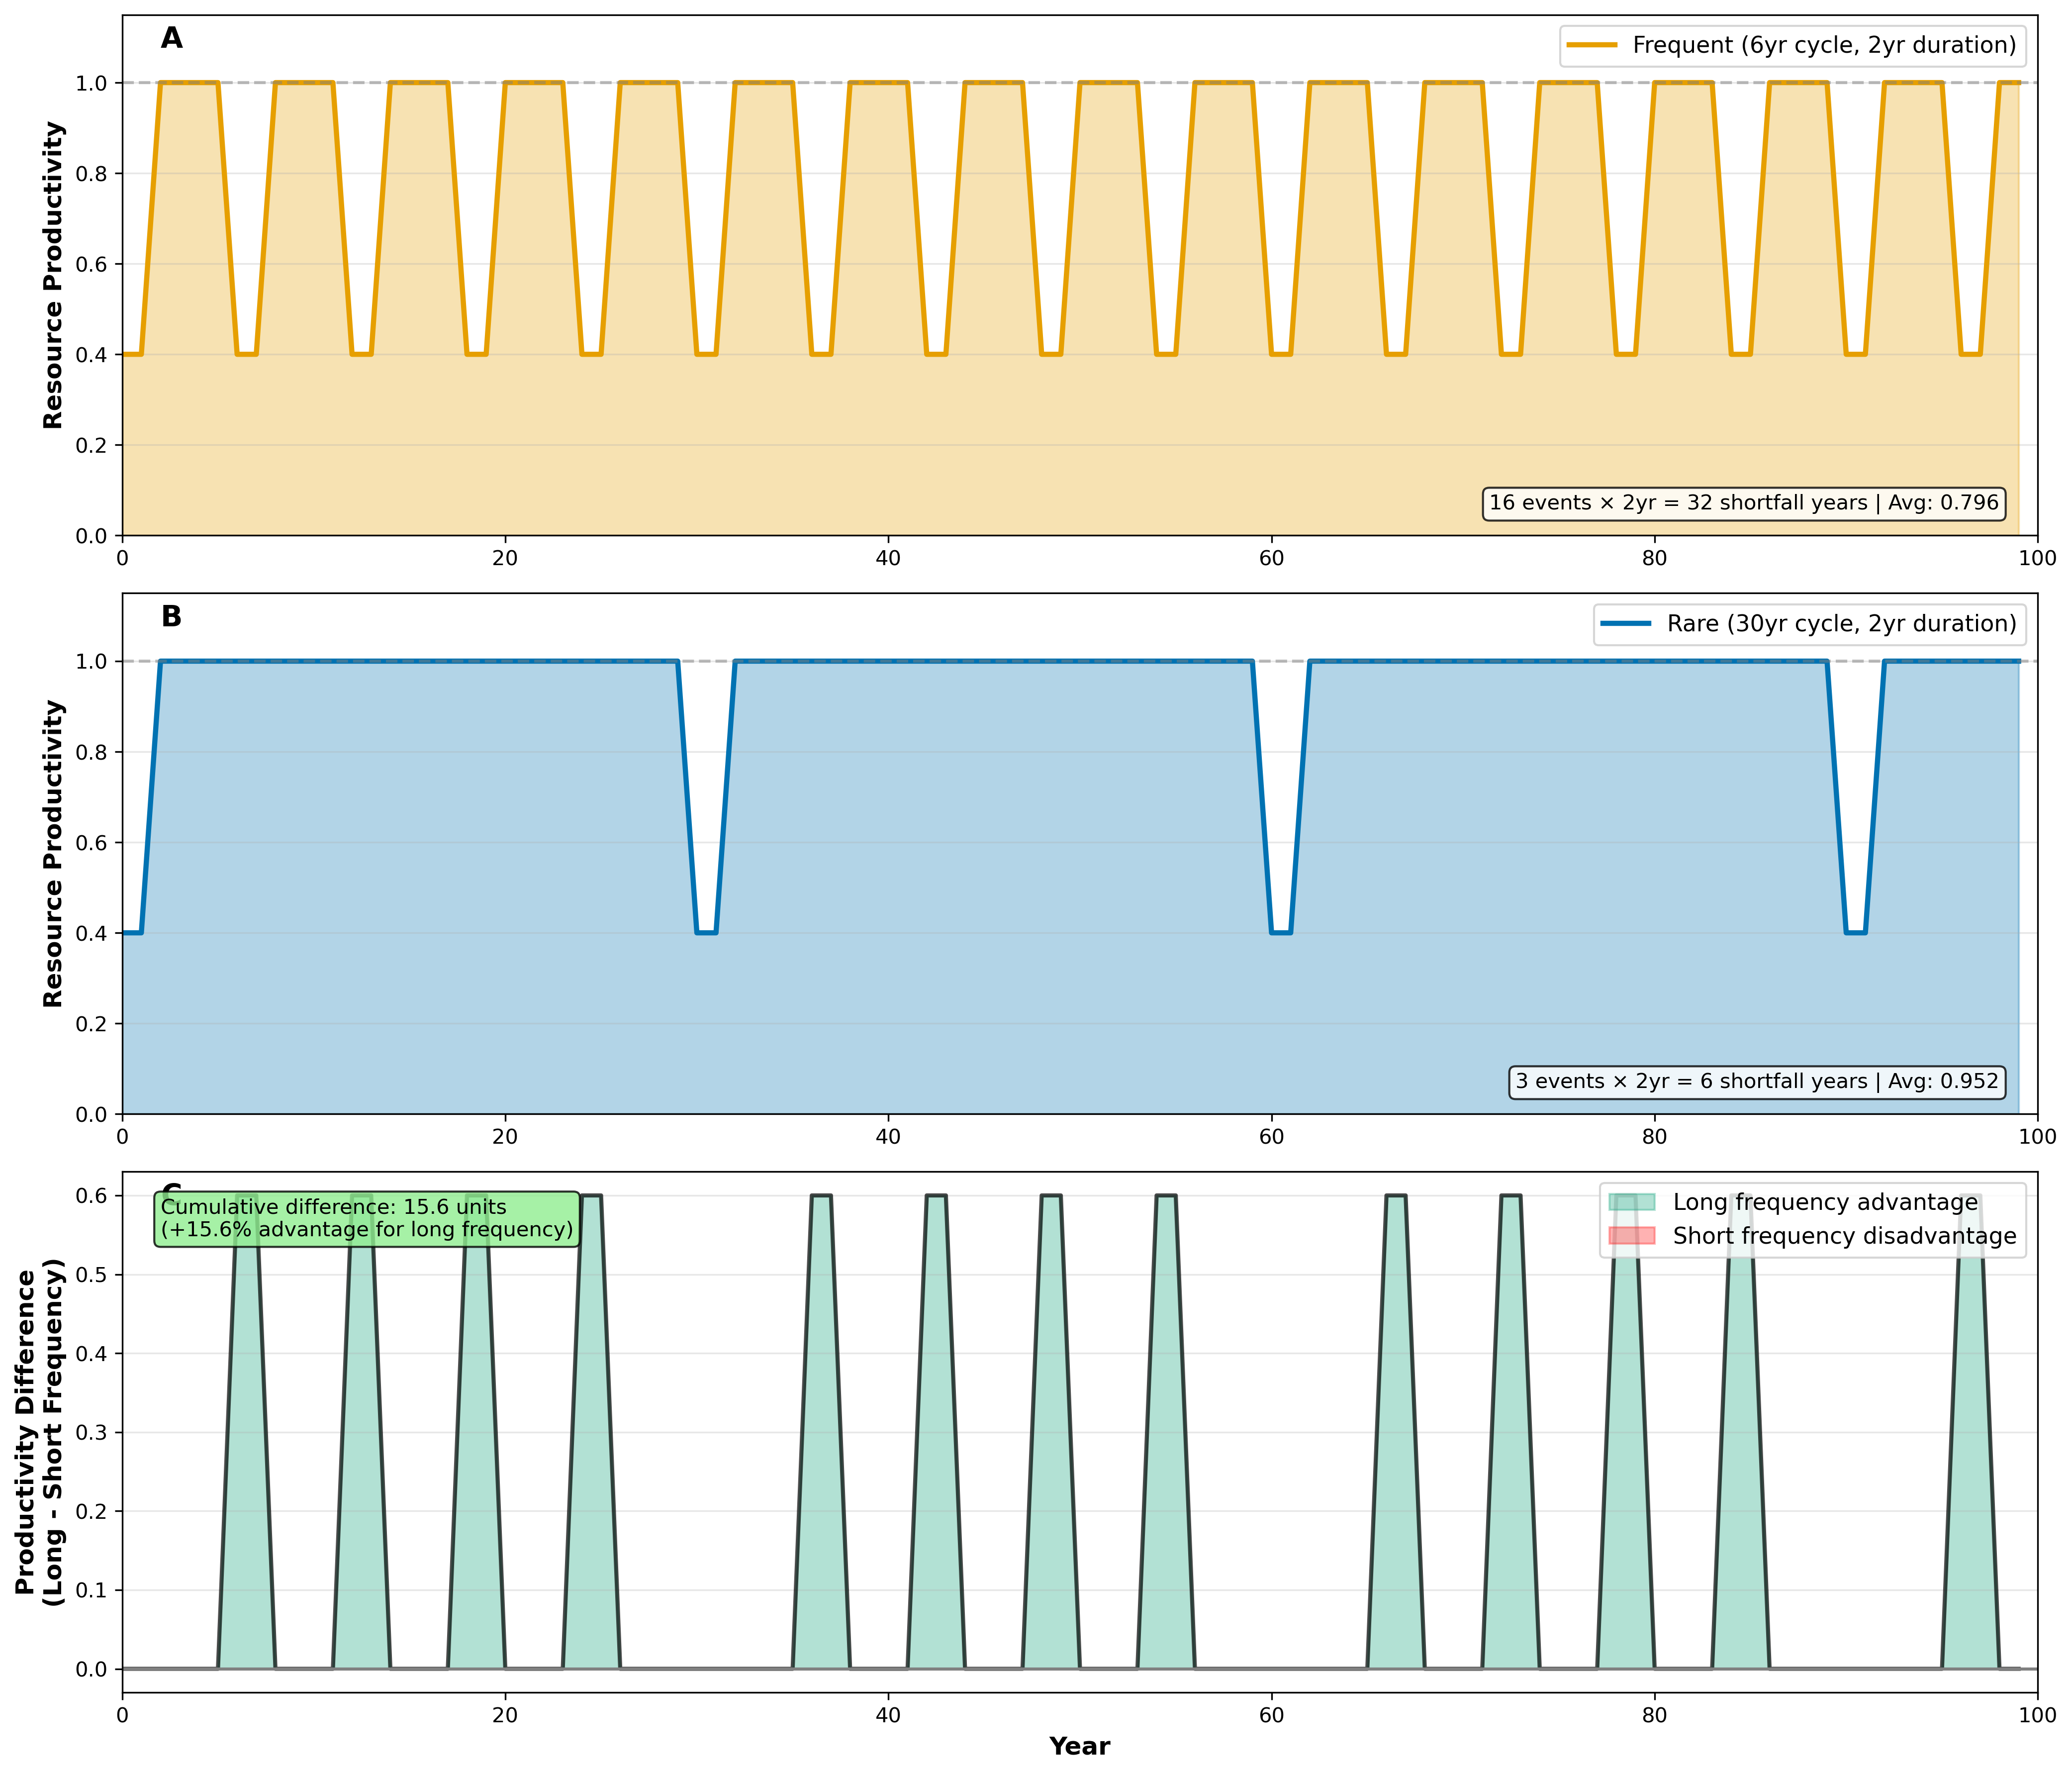 A
Frequent (6yr cycle, 2yr duration)
Resource Productivity
1.0
0.8
0.6
0.4
0.2
0.0
16 events × 2yr = 32 shortfall years | Avg: 0.796
0 20 40 60 80 100
B
Rare (30yr cycle, 2yr duration)
Resource Productivity
1.0
0.8
0.6
0.4
0.2
0.0
3 events × 2yr = 6 shortfall years | Avg: 0.952
0 20 40 60 80 100
C
Cumulative difference: 15.6 units
(+15.6% advantage for long frequency)
Long frequency advantage
Short frequency disadvantage
Productivity Difference
(Long - Short Frequency)
0.6
0.5
0.4
0.3
0.2
0.1
0.0
0 20 40 60 80 100
Year